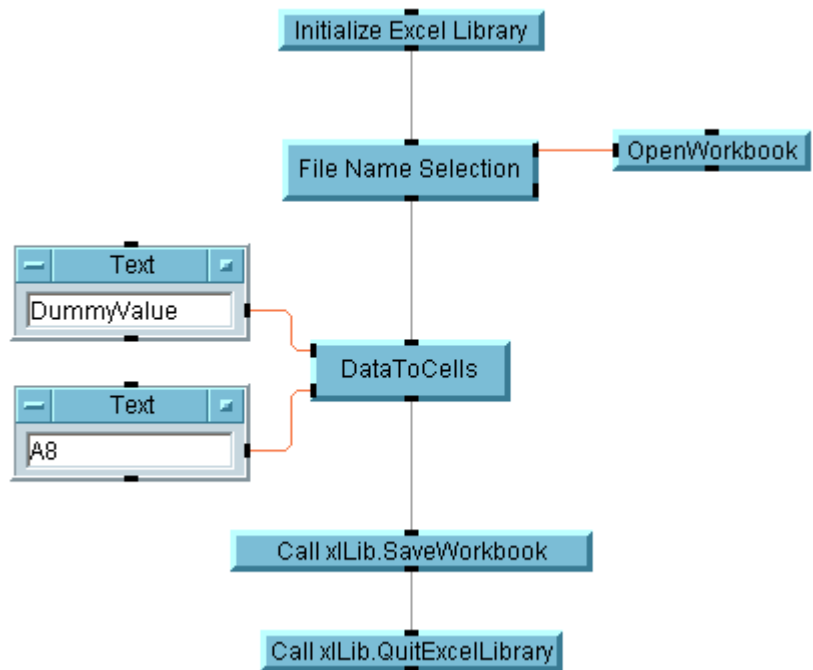 Initialize Excel Library
File Name Selection
OpenWorkbook
Text
DummyValue
DataToCells
Text
A8
Call xlLib.SaveWorkbook
Call xlLib.QuitExcelLibrary